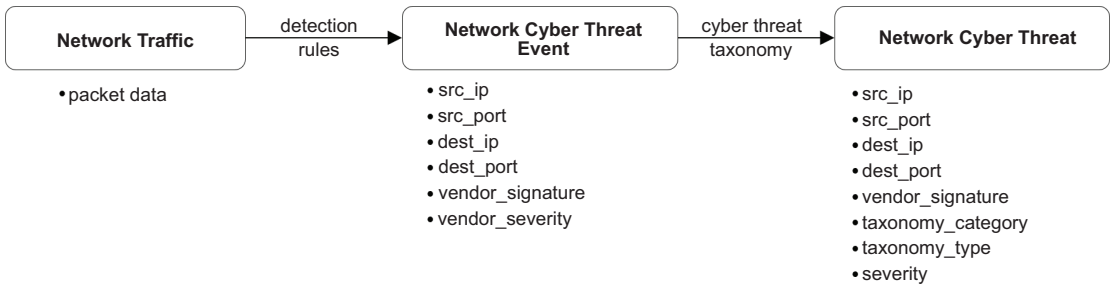 Network Traffic
• packet data
detection
rules
Network Cyber Threat
Event
• src_ip
• src_port
• dest_ip
• dest_port
• vendor_signature
• vendor_severity
cyber threat
taxonomy
Network Cyber Threat
• src_ip
• src_port
• dest_ip
• dest_port
• vendor_signature
• taxonomy_category
• taxonomy_type
• severity